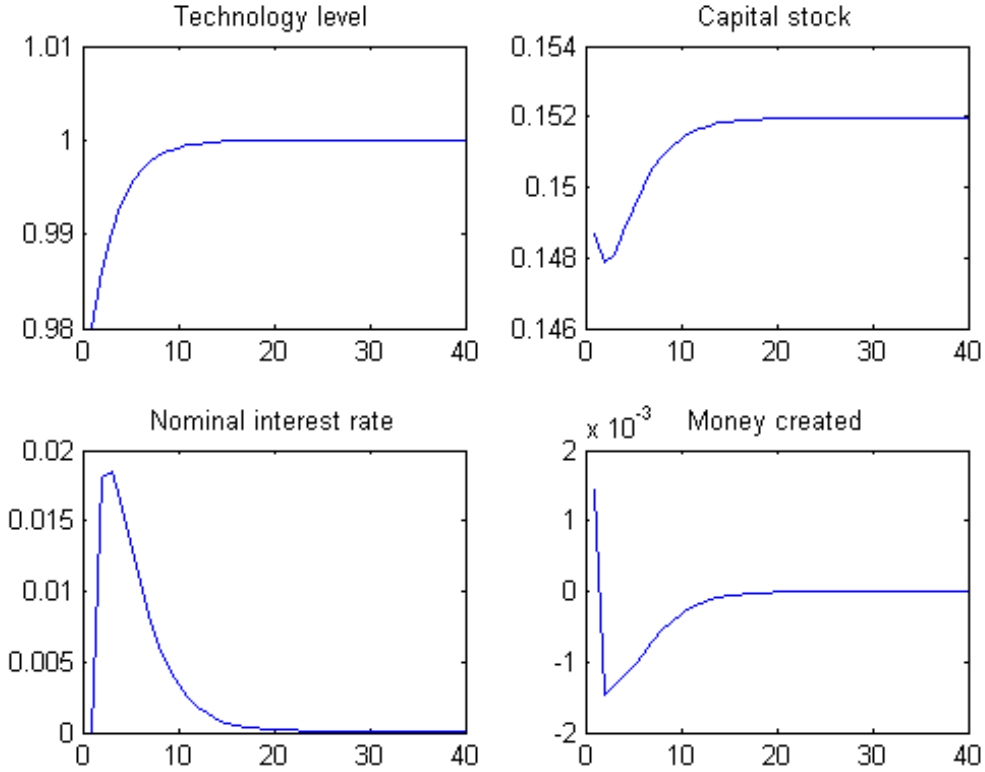 Technology level
1.01
1
0.99
0.98
0 10 20 30 40
Capital stock
0.154
0.152
0.15
0.148
0.146
0 10 20 30 40
Nominal interest rate
0.02
0.015
0.01
0.005
0
0 10 20 30 40
x 10^-3 Money created
2
1
0
-1
-2
0 10 20 30 40